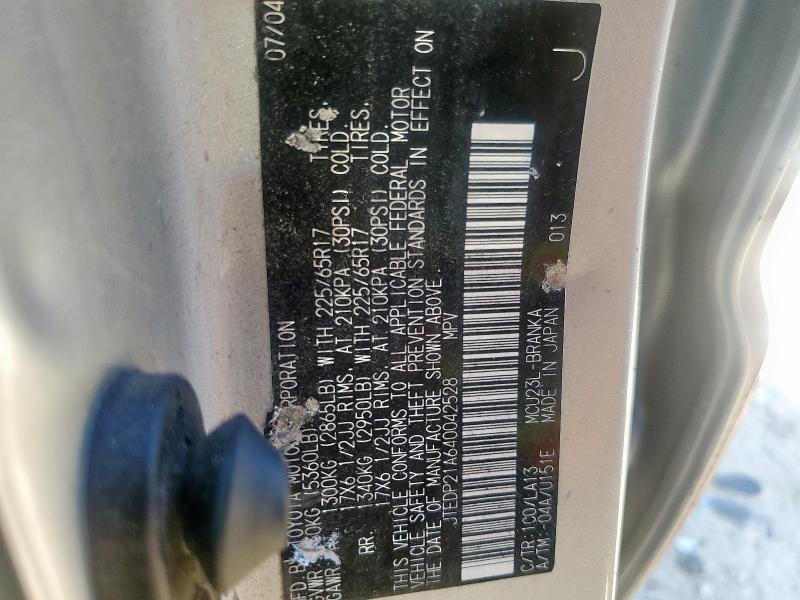 MFD.BY TOYOTA MOTOR CORPORATION 07/04
GVWR (5360LB)
GAWR 1300KG (2865LB) WITH 225/65R17 TIRES.
17X6 1/2JJ RIMS. AT 210KPA (30PSI) COLD.
RR. 1340KG (2950LB) WITH 225/65R17 TIRES.
17X6 1/2JJ RIMS. AT 210KPA (30PSI) COLD.
THIS VEHICLE CONFORMS TO ALL APPLICABLE FEDERAL MOTOR
VEHICLE SAFETY AND THEFT PREVENTION STANDARDS IN EFFECT ON
THE DATE OF MANUFACTURE SHOWN ABOVE.
JTEDP21A640042528 MPV
C/TR:1C0/LA13 MCU23L-BRANKA 013
A/TM:-04A/U151E MADE IN JAPAN
J